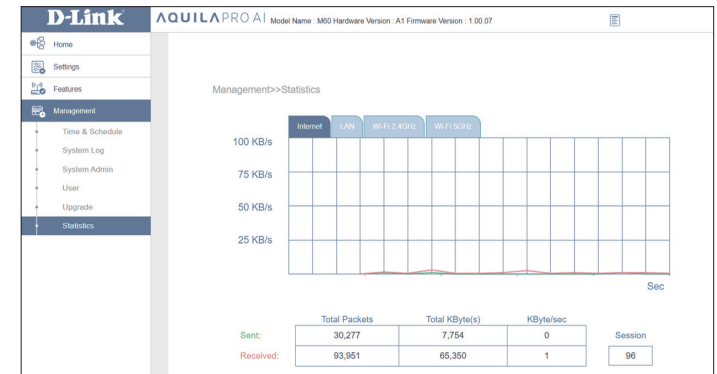 D-Link
AQUILA PRO AI Model Name : M60 Hardware Version : A1 Firmware Version : 1.00.07
Home
Settings
Features
Management
Time & Schedule
System Log
System Admin
User
Upgrade
Statistics
Management>>Statistics
Internet LAN Wi-Fi 2.4GHz Wi-Fi 5GHz
100 KB/s
75 KB/s
50 KB/s
25 KB/s
Sec
Total Packets Total KByte(s) KByte/sec
Sent: 30,277 7,754 0 Session
Received: 93,951 65,350 1 96